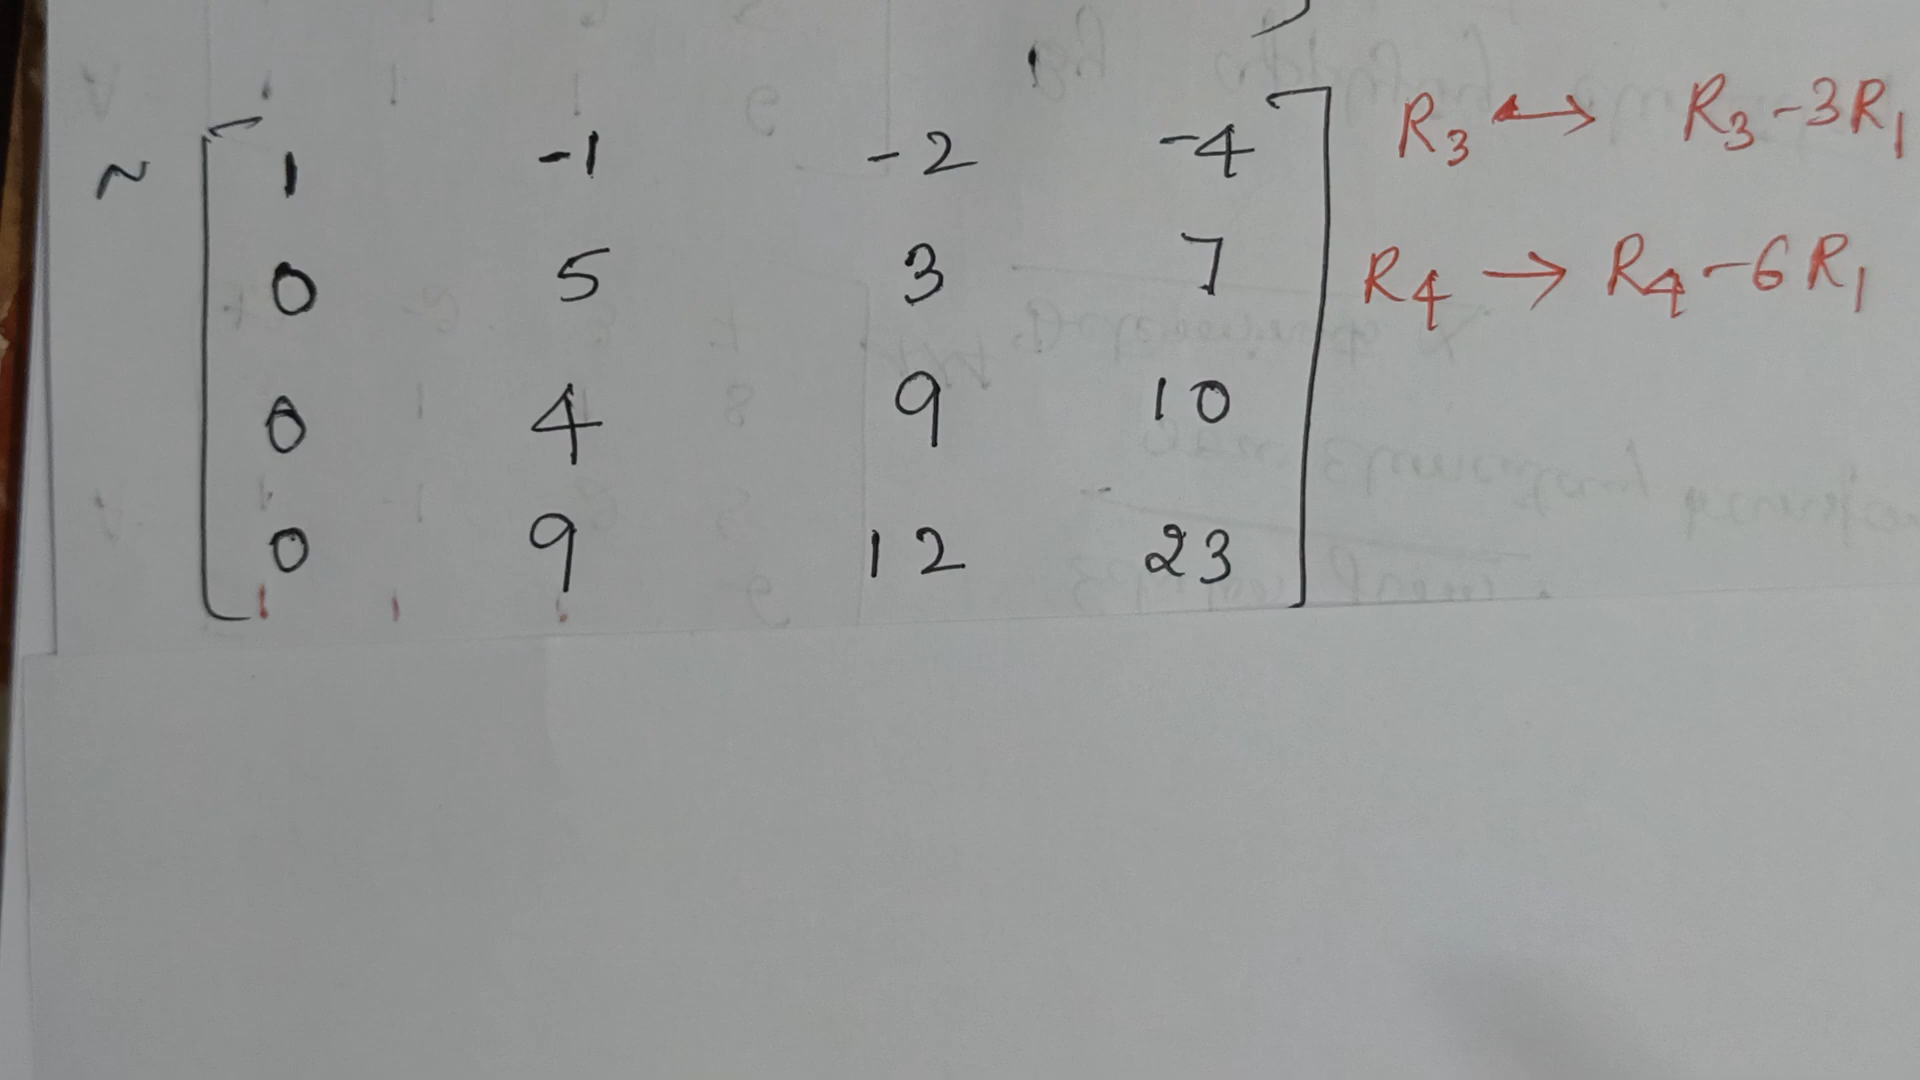 ~ 1 -1 -2 -4 R3 ↔ R3-3R1
0 5 3 7 R4 → R4-6R1
0 4 9 10
0 9 12 23